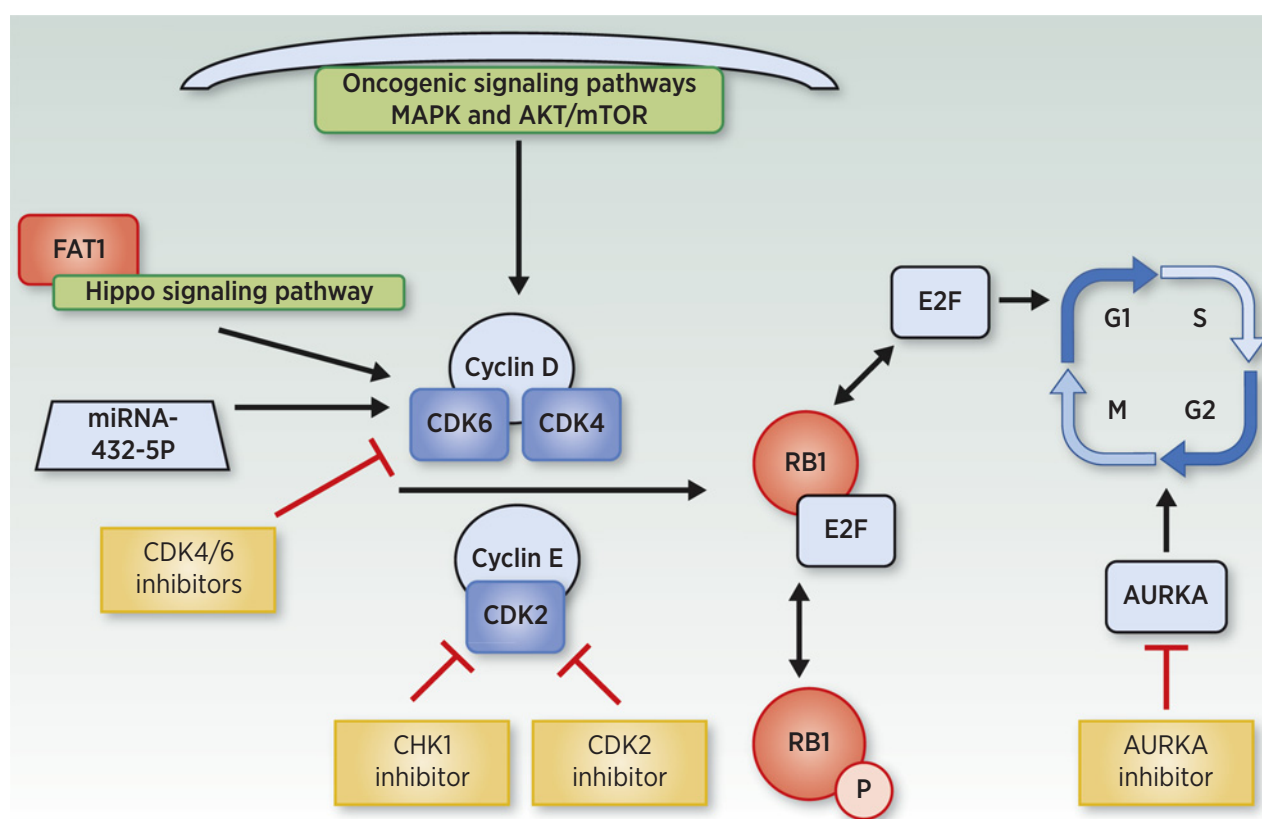 Oncogenic signaling pathways
MAPK and AKT/mTOR
FAT1
Hippo signaling pathway
miRNA-
432-5P
Cyclin D
CDK6
CDK4
CDK4/6
inhibitors
Cyclin E
CDK2
CHK1
inhibitor
CDK2
inhibitor
E2F
RB1
E2F
RB1
P
G1
S
M
G2
AURKA
AURKA
inhibitor